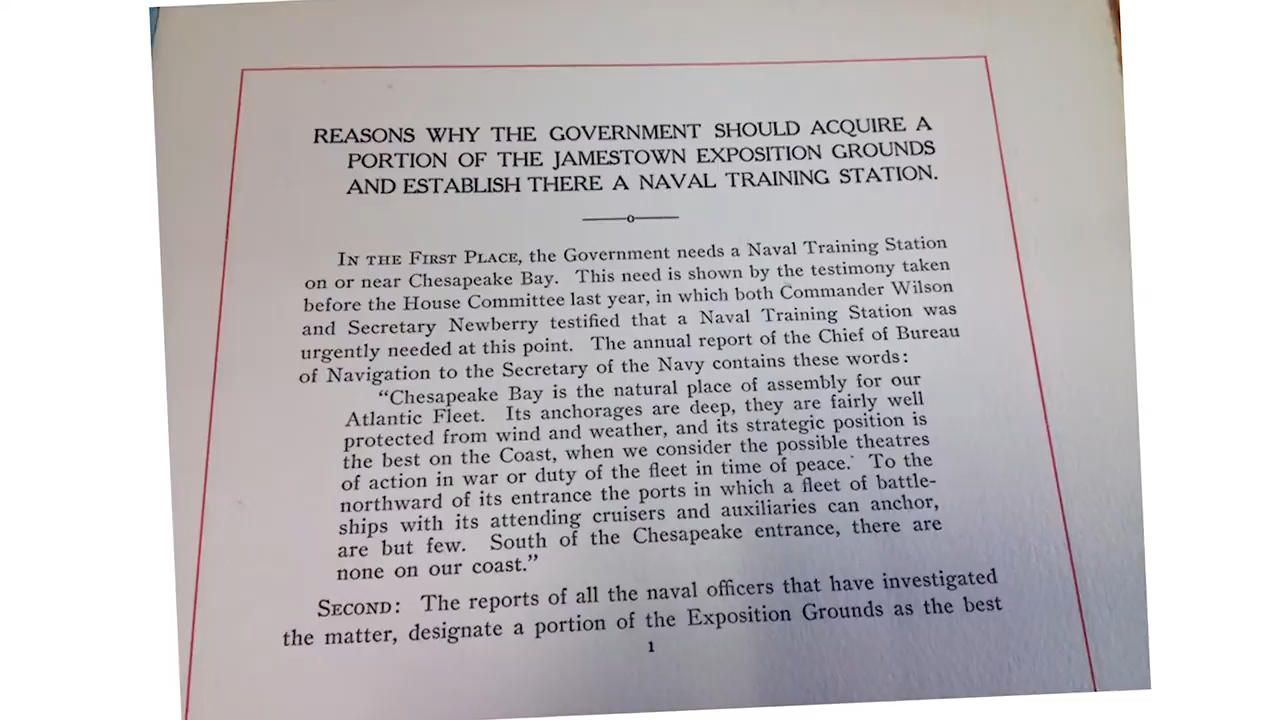 REASONS WHY THE GOVERNMENT SHOULD ACQUIRE A
PORTION OF THE JAMESTOWN EXPOSITION GROUNDS
AND ESTABLISH THERE A NAVAL TRAINING STATION.
IN THE FIRST PLACE, the Government needs a Naval Training Station
on or near Chesapeake Bay. This need is shown by the testimony taken
before the House Committee last year, in which both Commander Wilson
and Secretary Newberry testified that a Naval Training Station was
urgently needed at this point. The annual report of the Chief of Bureau
of Navigation to the Secretary of the Navy contains these words:
“Chesapeake Bay is the natural place of assembly for our
Atlantic Fleet. Its anchorages are deep, they are fairly well
protected from wind and weather, and its strategic position is
the best on the Coast, when we consider the possible theatres
of action in war or duty of the fleet in time of peace. To the
northward of its entrance the ports in which a fleet of battle-
ships with its attending cruisers and auxiliaries can anchor,
are but few. South of the Chesapeake entrance, there are
none on our coast.”
SECOND: The reports of all the naval officers that have investigated
the matter, designate a portion of the Exposition Grounds as the best
1